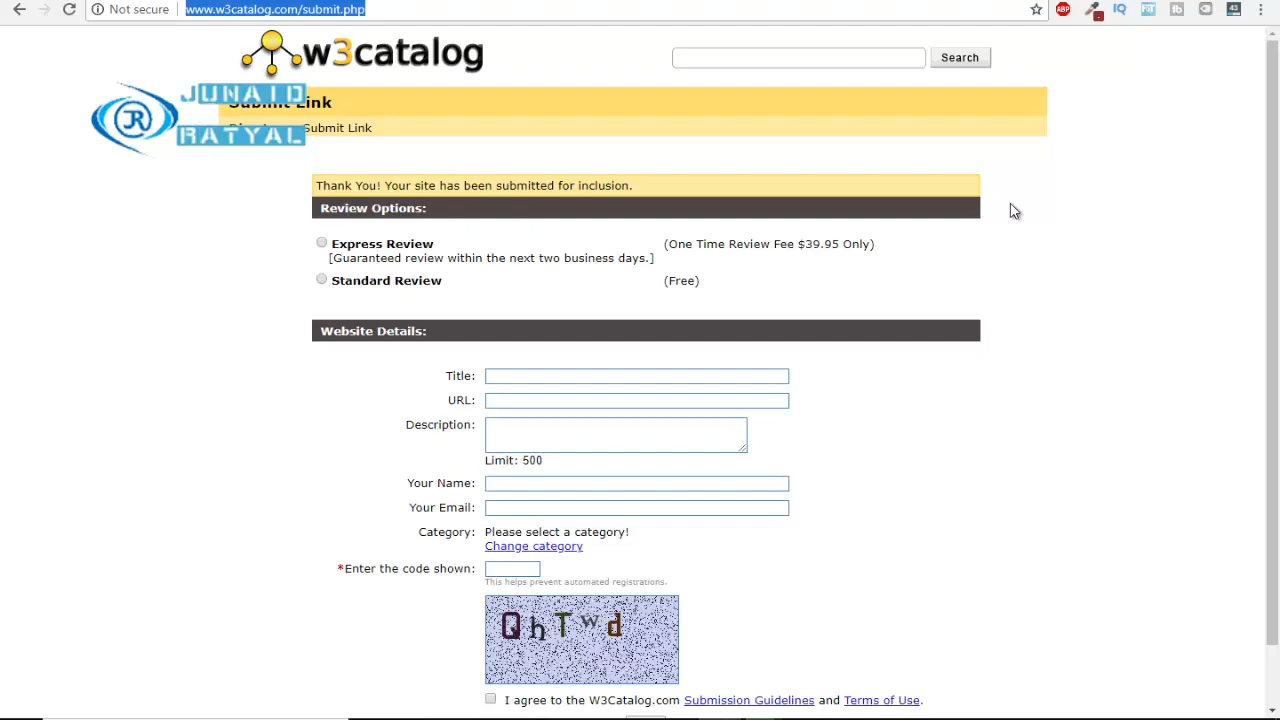 Not secure | www.w3catalog.com/submit.php
ABP
IQ
43
w3catalog
Search
JUNAID
RATYAL
Submit Link
Submit Link
Thank You! Your site has been submitted for inclusion.
Review Options:
Express Review (One Time Review Fee $39.95 Only)
[Guaranteed review within the next two business days.]
Standard Review (Free)
Website Details:
Title:
URL:
Description:
Limit: 500
Your Name:
Your Email:
Category: Please select a category!
Change category
*Enter the code shown:
This helps prevent automated registrations.
QhTwd
I agree to the W3Catalog.com Submission Guidelines and Terms of Use.